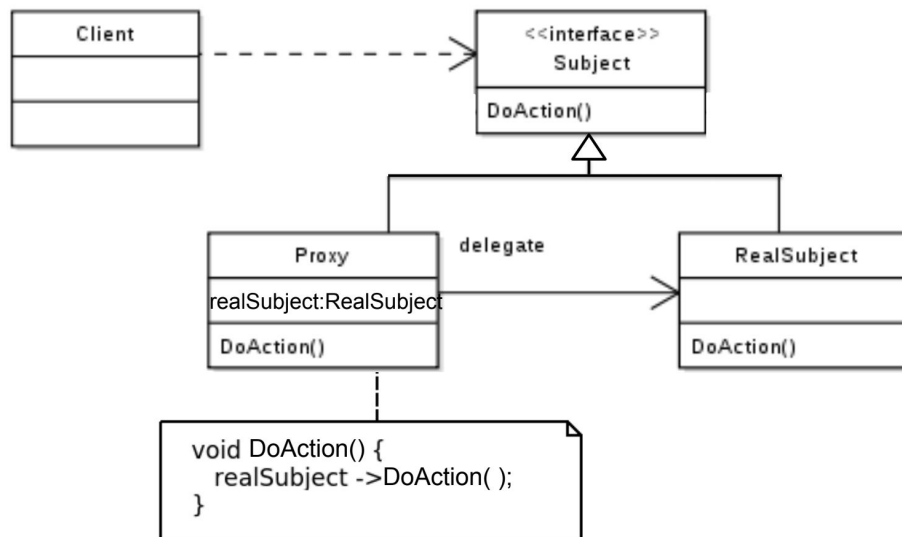 Client
<<interface>>
Subject
DoAction()
Proxy
delegate
RealSubject
realSubject:RealSubject
DoAction()
DoAction()
void DoAction() {
realSubject ->DoAction( );
}